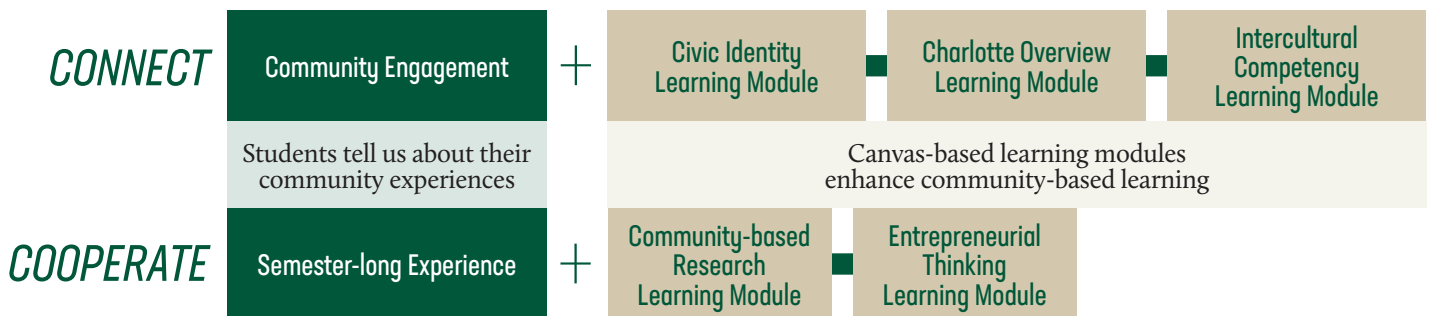 CONNECT
Community Engagement
+
Civic Identity
Learning Module
Charlotte Overview
Learning Module
Intercultural
Competency
Learning Module
Students tell us about their
community experiences
Canvas-based learning modules
enhance community-based learning
COOPERATE
Semester-long Experience
+
Community-based
Research
Learning Module
Entrepreneurial
Thinking
Learning Module